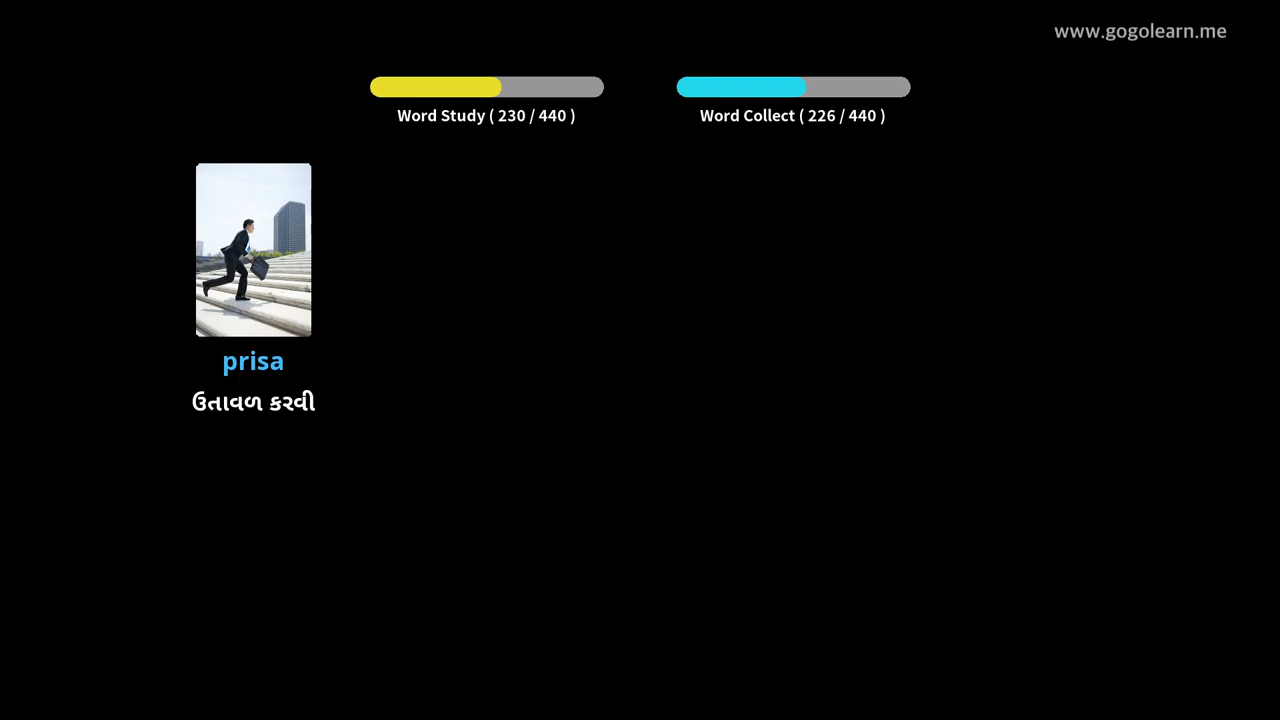 www.gogolearn.me
Word Study ( 230 / 440 )
Word Collect ( 226 / 440 )
prisa
ઉતાવળ કરવી